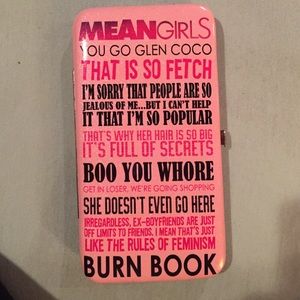 MEANGIRLS
YOU GO GLEN COCO
THAT IS SO FETCH
I'M SORRY THAT PEOPLE ARE SO
JEALOUS OF ME...BUT I CAN'T HELP
IT THAT I'M SO POPULAR
THAT'S WHY HER HAIR IS SO BIG
IT'S FULL OF SECRETS
BOO YOU WHORE
GET IN LOSER, WE'RE GOING SHOPPING
SHE DOESN'T EVEN GO HERE
IRREGARDLESS, EX-BOYFRIENDS ARE JUST
OFF LIMITS TO FRIENDS. I MEAN THAT'S JUST
LIKE THE RULES OF FEMINISM
BURN BOOK